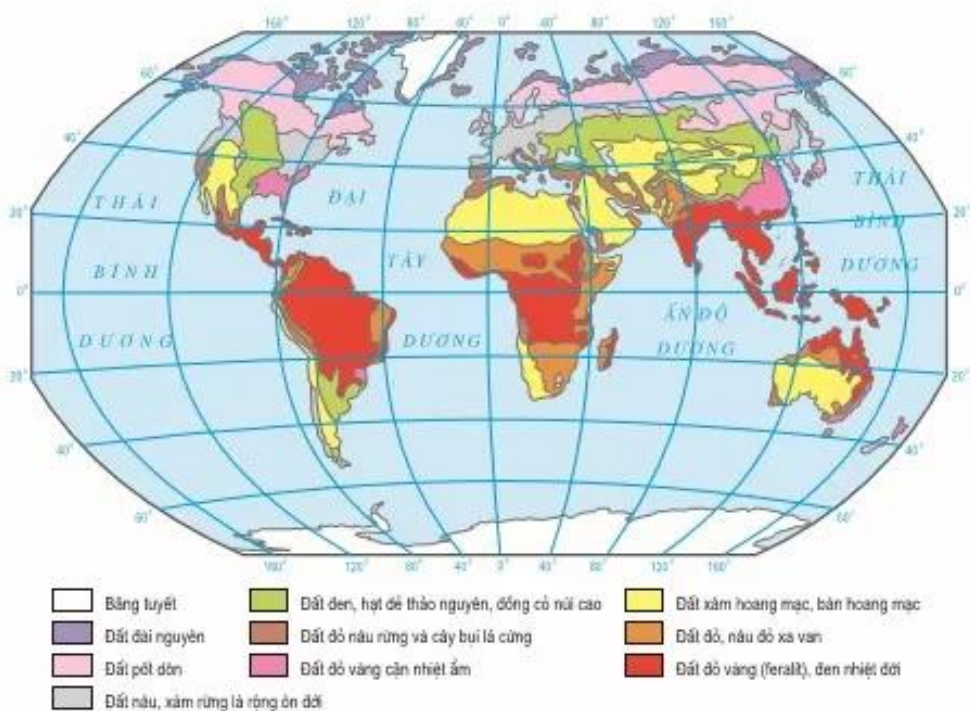 160° 120° 80° 40° 0° 40° 80° 120° 160°
60° 60°
40° 40°
THÁI ĐẠI THÁI
20° 20°
BÌNH
BÌNH TÂY DƯƠNG
0° 0°
ẤN ĐỘ
DƯƠNG DƯƠNG DƯƠNG
20° 20°
40° 40°
60° 60°
160° 120° 80° 40° 0° 40° 80° 120° 160°
Băng tuyết
Đất đài nguyên
Đất pốt dôn
Đất nâu, xám rừng lá rộng ôn đới
Đất đen, hạt dẻ thảo nguyên, đồng cỏ núi cao
Đất đỏ nâu rừng và cây bụi lá cứng
Đất đỏ vàng cận nhiệt ẩm
Đất xám hoang mạc, bán hoang mạc
Đất đỏ, nâu đỏ xa van
Đất đỏ vàng (feralit), đen nhiệt đới